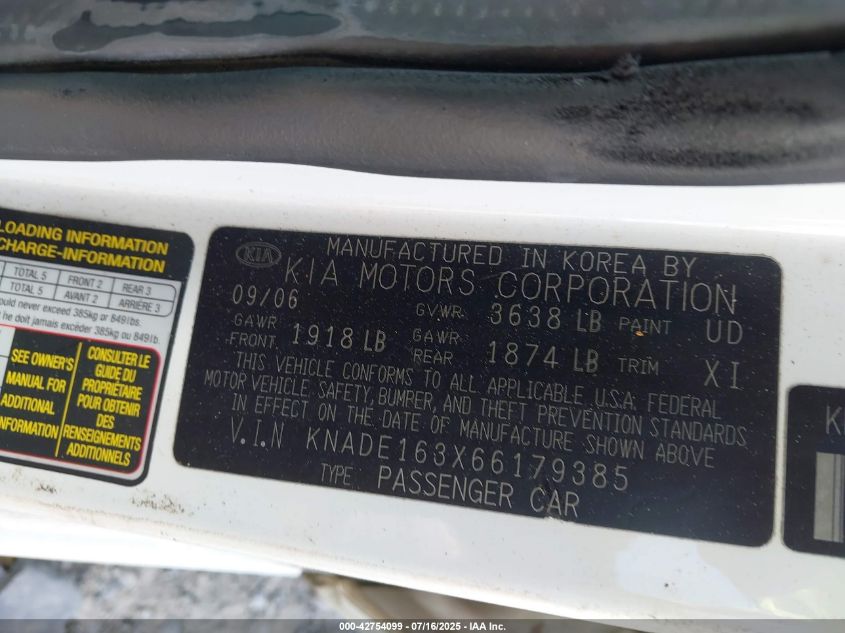 LOADING INFORMATION
CHARGE-INFORMATION
TOTAL 5 FRONT 2 REAR 3
TOTAL 5 AVANT 2 ARRIÈRE 3
should never exceed 385kg or 849lbs.
ne doit jamais excéder 385kg ou 849lb.
SEE OWNER'S
MANUAL FOR
ADDITIONAL
INFORMATION
CONSULTER LE
GUIDE DU
PROPRIÉTAIRE
POUR OBTENIR
DES
RENSEIGNEMENTS
ADDITIONNELS
KIA
MANUFACTURED IN KOREA BY
KIA MOTORS CORPORATION
09/06 GVWR 3638 LB PAINT UD
GAWR FRONT 1918 LB GAWR REAR 1874 LB TRIM XI
THIS VEHICLE CONFORMS TO ALL APPLICABLE U.S.A. FEDERAL
MOTOR VEHICLE SAFETY, BUMPER, AND THEFT PREVENTION STANDARDS
IN EFFECT ON THE DATE OF MANUFACTURE SHOWN ABOVE
V.I.N KNADE163X66179385
TYPE PASSENGER CAR
K
000-42754099 - 07/16/2025 - IAA Inc.